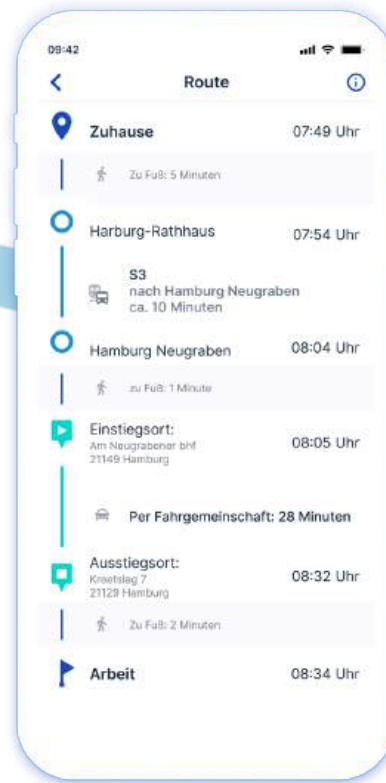 09:42
Route
Zuhause 07:49 Uhr
Zu Fuß: 5 Minuten
Harburg-Rathhaus 07:54 Uhr
S3
nach Hamburg Neugraben
ca. 10 Minuten
Hamburg Neugraben 08:04 Uhr
zu Fuß: 1 Minute
Einstiegsort: 08:05 Uhr
Am Neugrabener bhf
21149 Hamburg
Per Fahrgemeinschaft: 28 Minuten
Ausstiegsort: 08:32 Uhr
Kreetslag 7
21129 Hamburg
Zu Fuß: 2 Minuten
Arbeit 08:34 Uhr